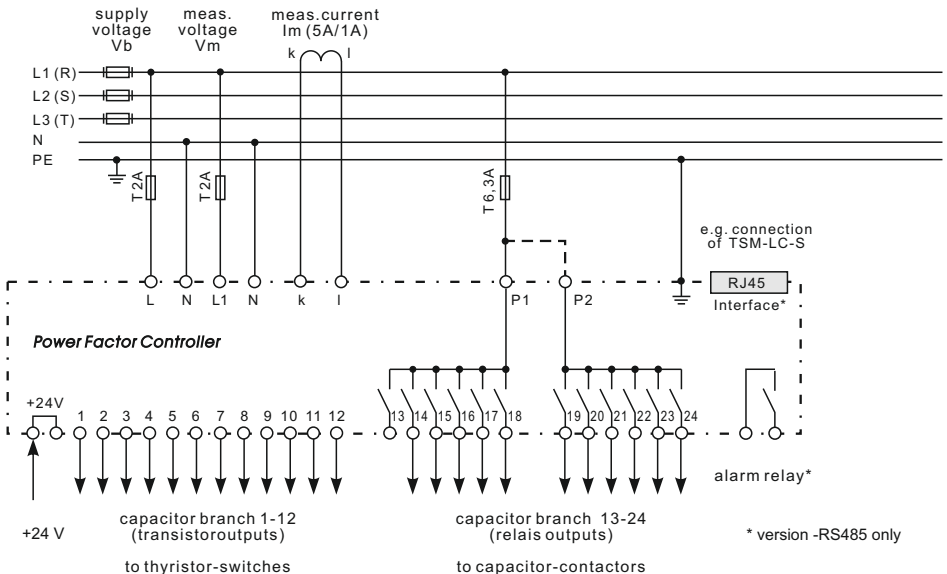 supply
voltage
Vb
meas.
voltage
Vm
meas.current
Im (5A/1A)
k l
L1 (R)
L2 (S)
L3 (T)
N
PE
T 2A
T 2A
T 6,3A
e.g. connection
of TSM-LC-S
RJ45
Interface*
L N L1 N k l P1 P2
Power Factor Controller
+24V
1 2 3 4 5 6 7 8 9 10 11 12
13 14 15 16 17 18
19 20 21 22 23 24
alarm relay*
+24 V
capacitor branch 1-12
(transistoroutputs)
to thyristor-switches
capacitor branch 13-24
(relais outputs)
to capacitor-contactors
* version -RS485 only